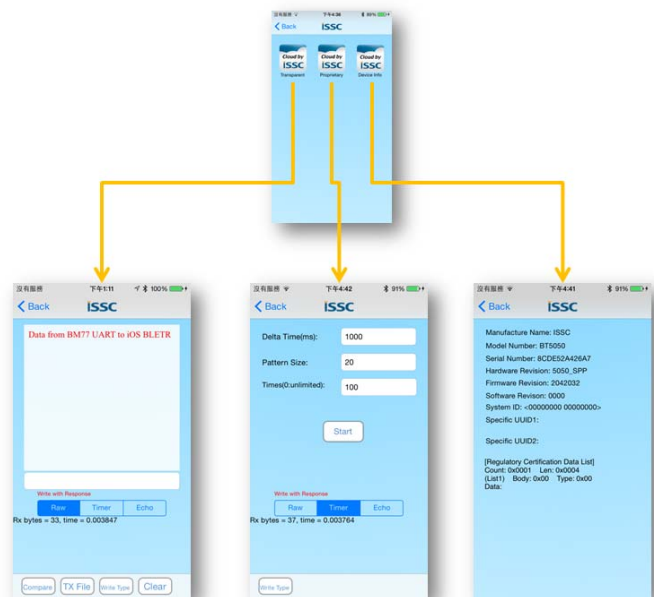 沒有服務 下午4:38 91%
Back ISSC
Cloud by ISSC Cloud by ISSC Cloud by ISSC
Transparent Proprietary Device Info
沒有服務 下午1:11 100%
Back ISSC
Data from BM77 UART to iOS BLETR
Write with Response
Raw Timer Echo
Rx bytes = 33, time = 0.003847
Compare TX File Write Type Clear
沒有服務 下午4:42 91%
Back ISSC
Delta Time(ms): 1000
Pattern Size: 20
Times(0:unlimited): 100
Start
Write with Response
Raw Timer Echo
Rx bytes = 37, time = 0.003764
Write Type
沒有服務 下午4:41 91%
Back ISSC
Manufacture Name: ISSC
Model Number: BT5050
Serial Number: 8CDE52A426A7
Hardware Revision: 5050_SPP
Firmware Revision: 2042032
Software Revison: 0000
System ID: <00000000 00000000>
Specific UUID1:
Specific UUID2:
[Regulatory Certification Data List]
Count: 0x0001 Len: 0x0004
(List1) Body: 0x00 Type: 0x00
Data: